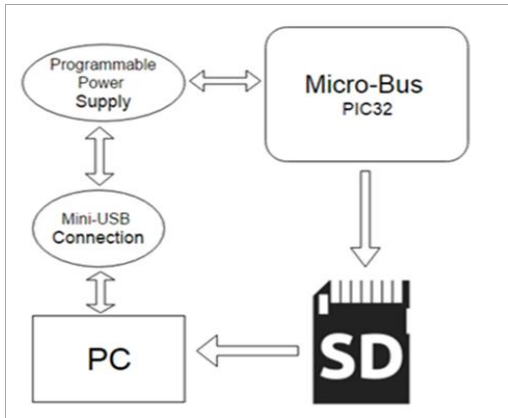 Programmable
Power
Supply
Micro-Bus
PIC32
Mini-USB
Connection
PC
SD